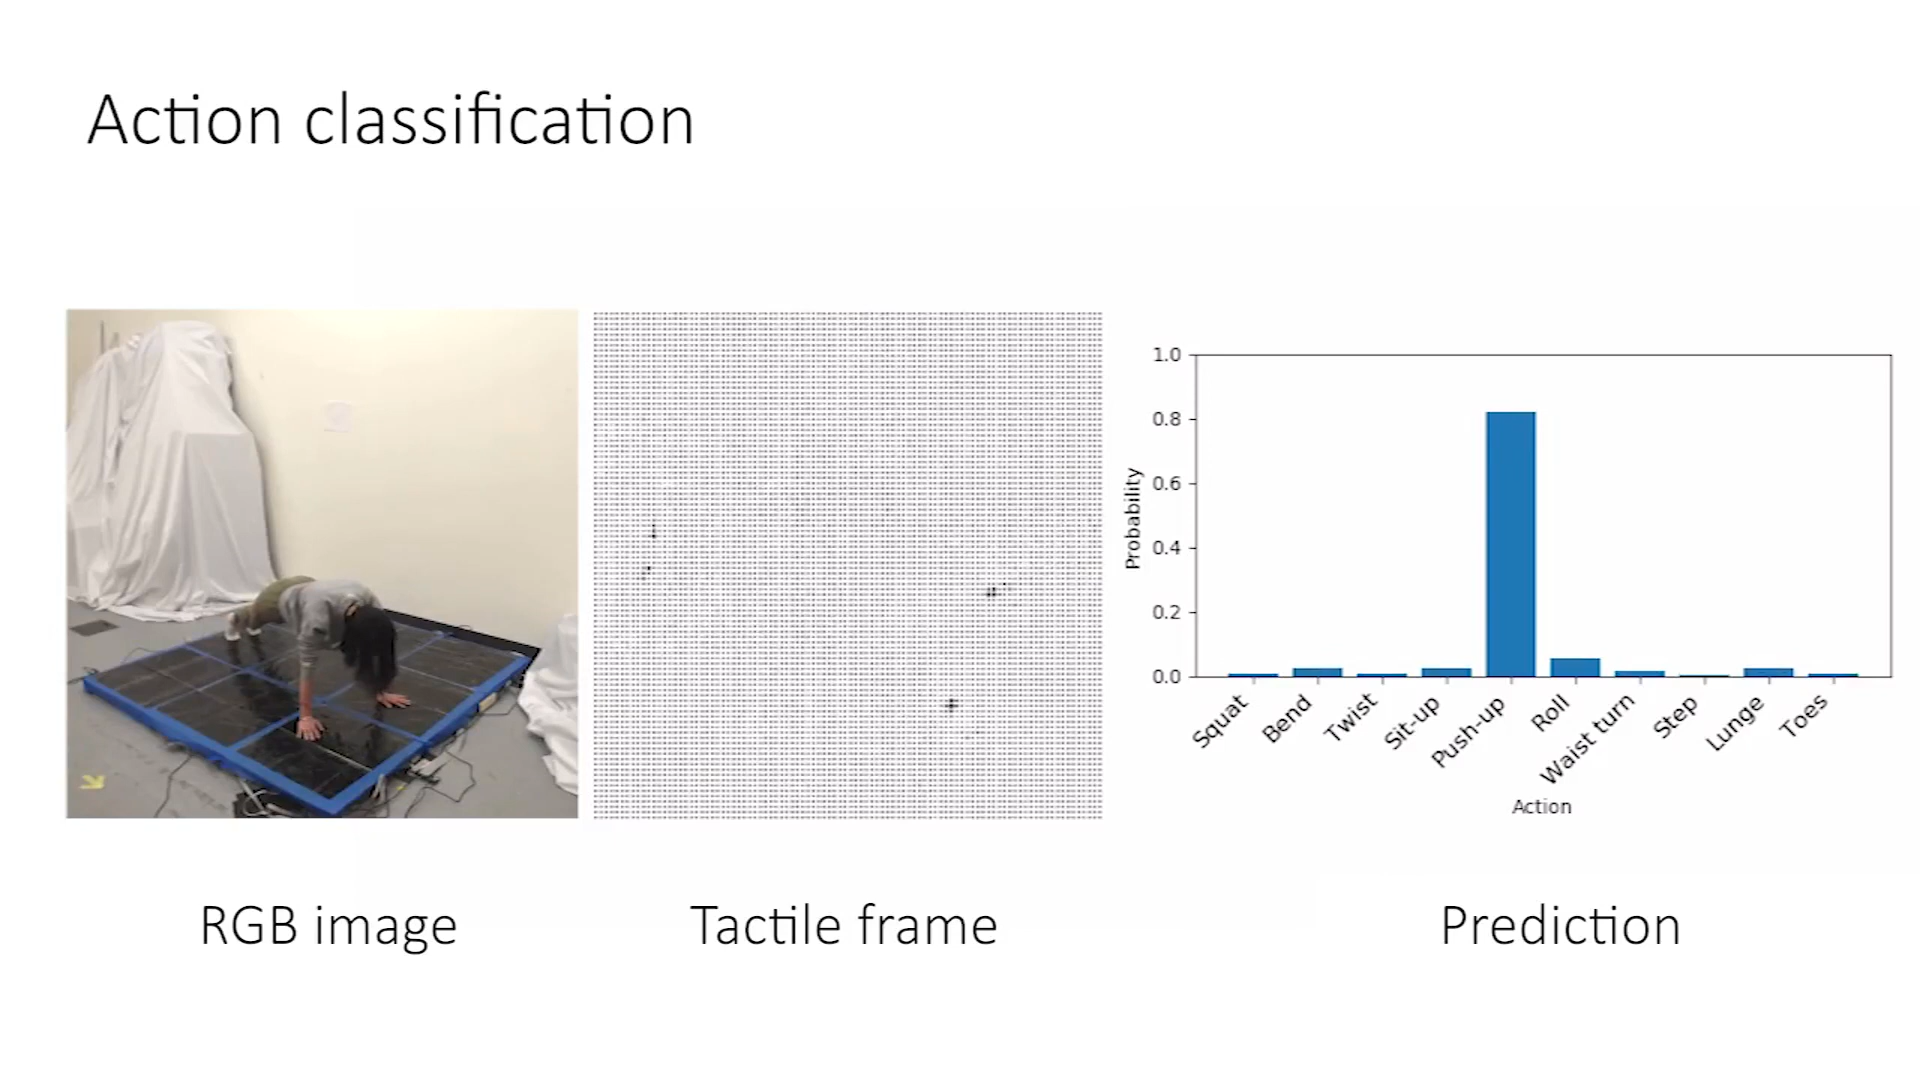 Action classification
1.0
0.8
0.6
0.4
0.2
0.0
Probability
Squat
Bend
Twist
Sit-up
Push-up
Roll
Waist turn
Step
Lunge
Toes
Action
RGB image
Tactile frame
Prediction